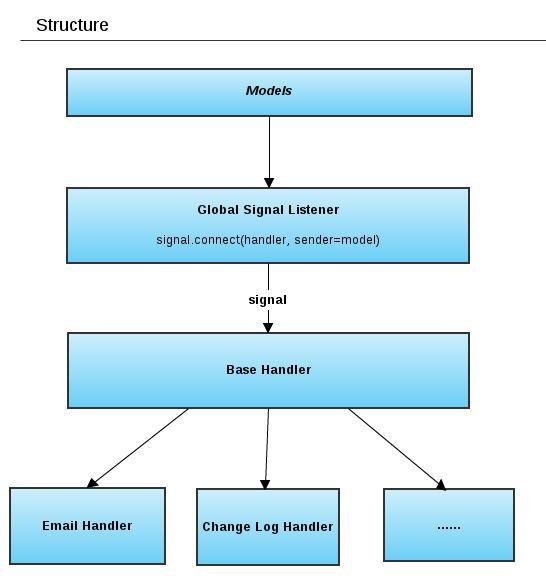 Structure
Models
Global Signal Listener
signal.connect(handler, sender=model)
signal
Base Handler
Email Handler
Change Log Handler
......